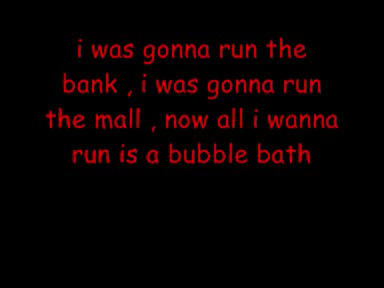 i was gonna run the
bank , i was gonna run
the mall , now all i wanna
run is a bubble bath